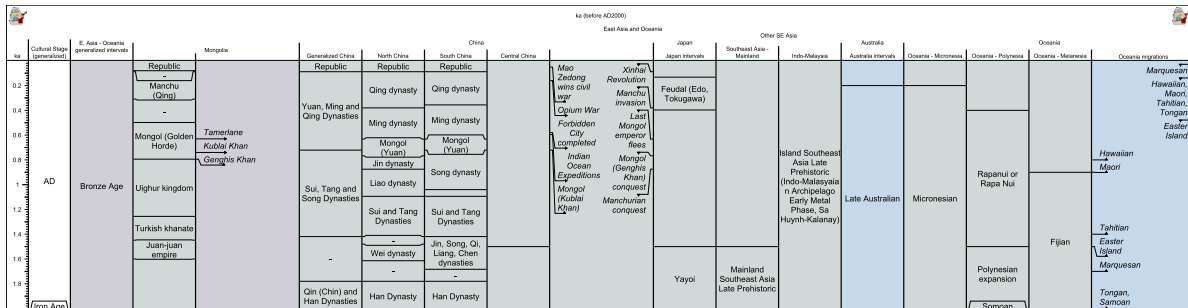 ka (before AD2000)
East Asia and Oceania
Other SE Asia
E. Asia - Oceania
generalized intervals
China
Japan
Australia
Oceania
ka
Cultural Stage
(generalized)
Mongolia
Generalized China
North China
South China
Central China
Japan intervals
Southeast Asia -
Mainland
Indo-Malaysia
Australia intervals
Oceania - Micronesia
Oceania - Polynesia
Oceania - Melanesia
Oceania migrations
0.2
0.4
0.6
0.8
1
1.2
1.4
1.6
1.8
AD
Iron Age
Bronze Age
Republic
-
Manchu
(Qing)
-
Mongol (Golden
Horde)
Uighur kingdom
Turkish khanate
Juan-juan
empire
Tamerlane
Kublai Khan
Genghis Khan
Republic
Yuan, Ming and
Qing Dynasties
Sui, Tang and
Song Dynasties
-
Qin (Chin) and
Han Dynasties
Republic
Qing dynasty
Ming dynasty
Mongol
(Yuan)
Jin dynasty
Liao dynasty
Sui and Tang
Dynasties
-
Wei dynasty
-
Han Dynasty
Republic
Qing dynasty
Ming dynasty
Mongol
(Yuan)
Song dynasty
Sui and Tang
Dynasties
Jin, Song, Qi,
Liang, Chen
dynasties
-
Han Dynasty
Mao
Zedong
wins civil
war
Opium War
Forbidden
City
completed
Indian
Ocean
Expeditions
Mongol
(Kublai
Khan)
Xinhai
Revolution
Manchu
invasion
Last
Mongol
emperor
flees
Mongol
(Genghis
Khan)
conquest
Manchurian
conquest
Feudal (Edo,
Tokugawa)
Yayoi
Mainland
Southeast Asia
Late Prehistoric
Island Southeast
Asia Late
Prehistoric
(Indo-Malaysyaia
n Archipelago
Early Metal
Phase, Sa
Huynh-Kalanay)
Late Australian
Micronesian
Rapanui or
Rapa Nui
Polynesian
expansion
Somoan
Fijian
Marquesan
Hawaiian,
Maori,
Tahitian,
Tongan
Easter
Island
Hawaiian
Maori
Tahitian
Easter
Island
Marquesan
Tongan,
Samoan